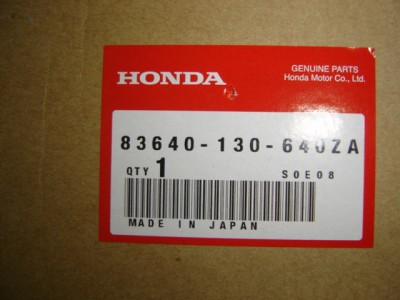 GENUINE PARTS
HONDA
Honda Motor Co., Ltd.
83640-130-640ZA
QTY 1
S0E08
MADE IN JAPAN